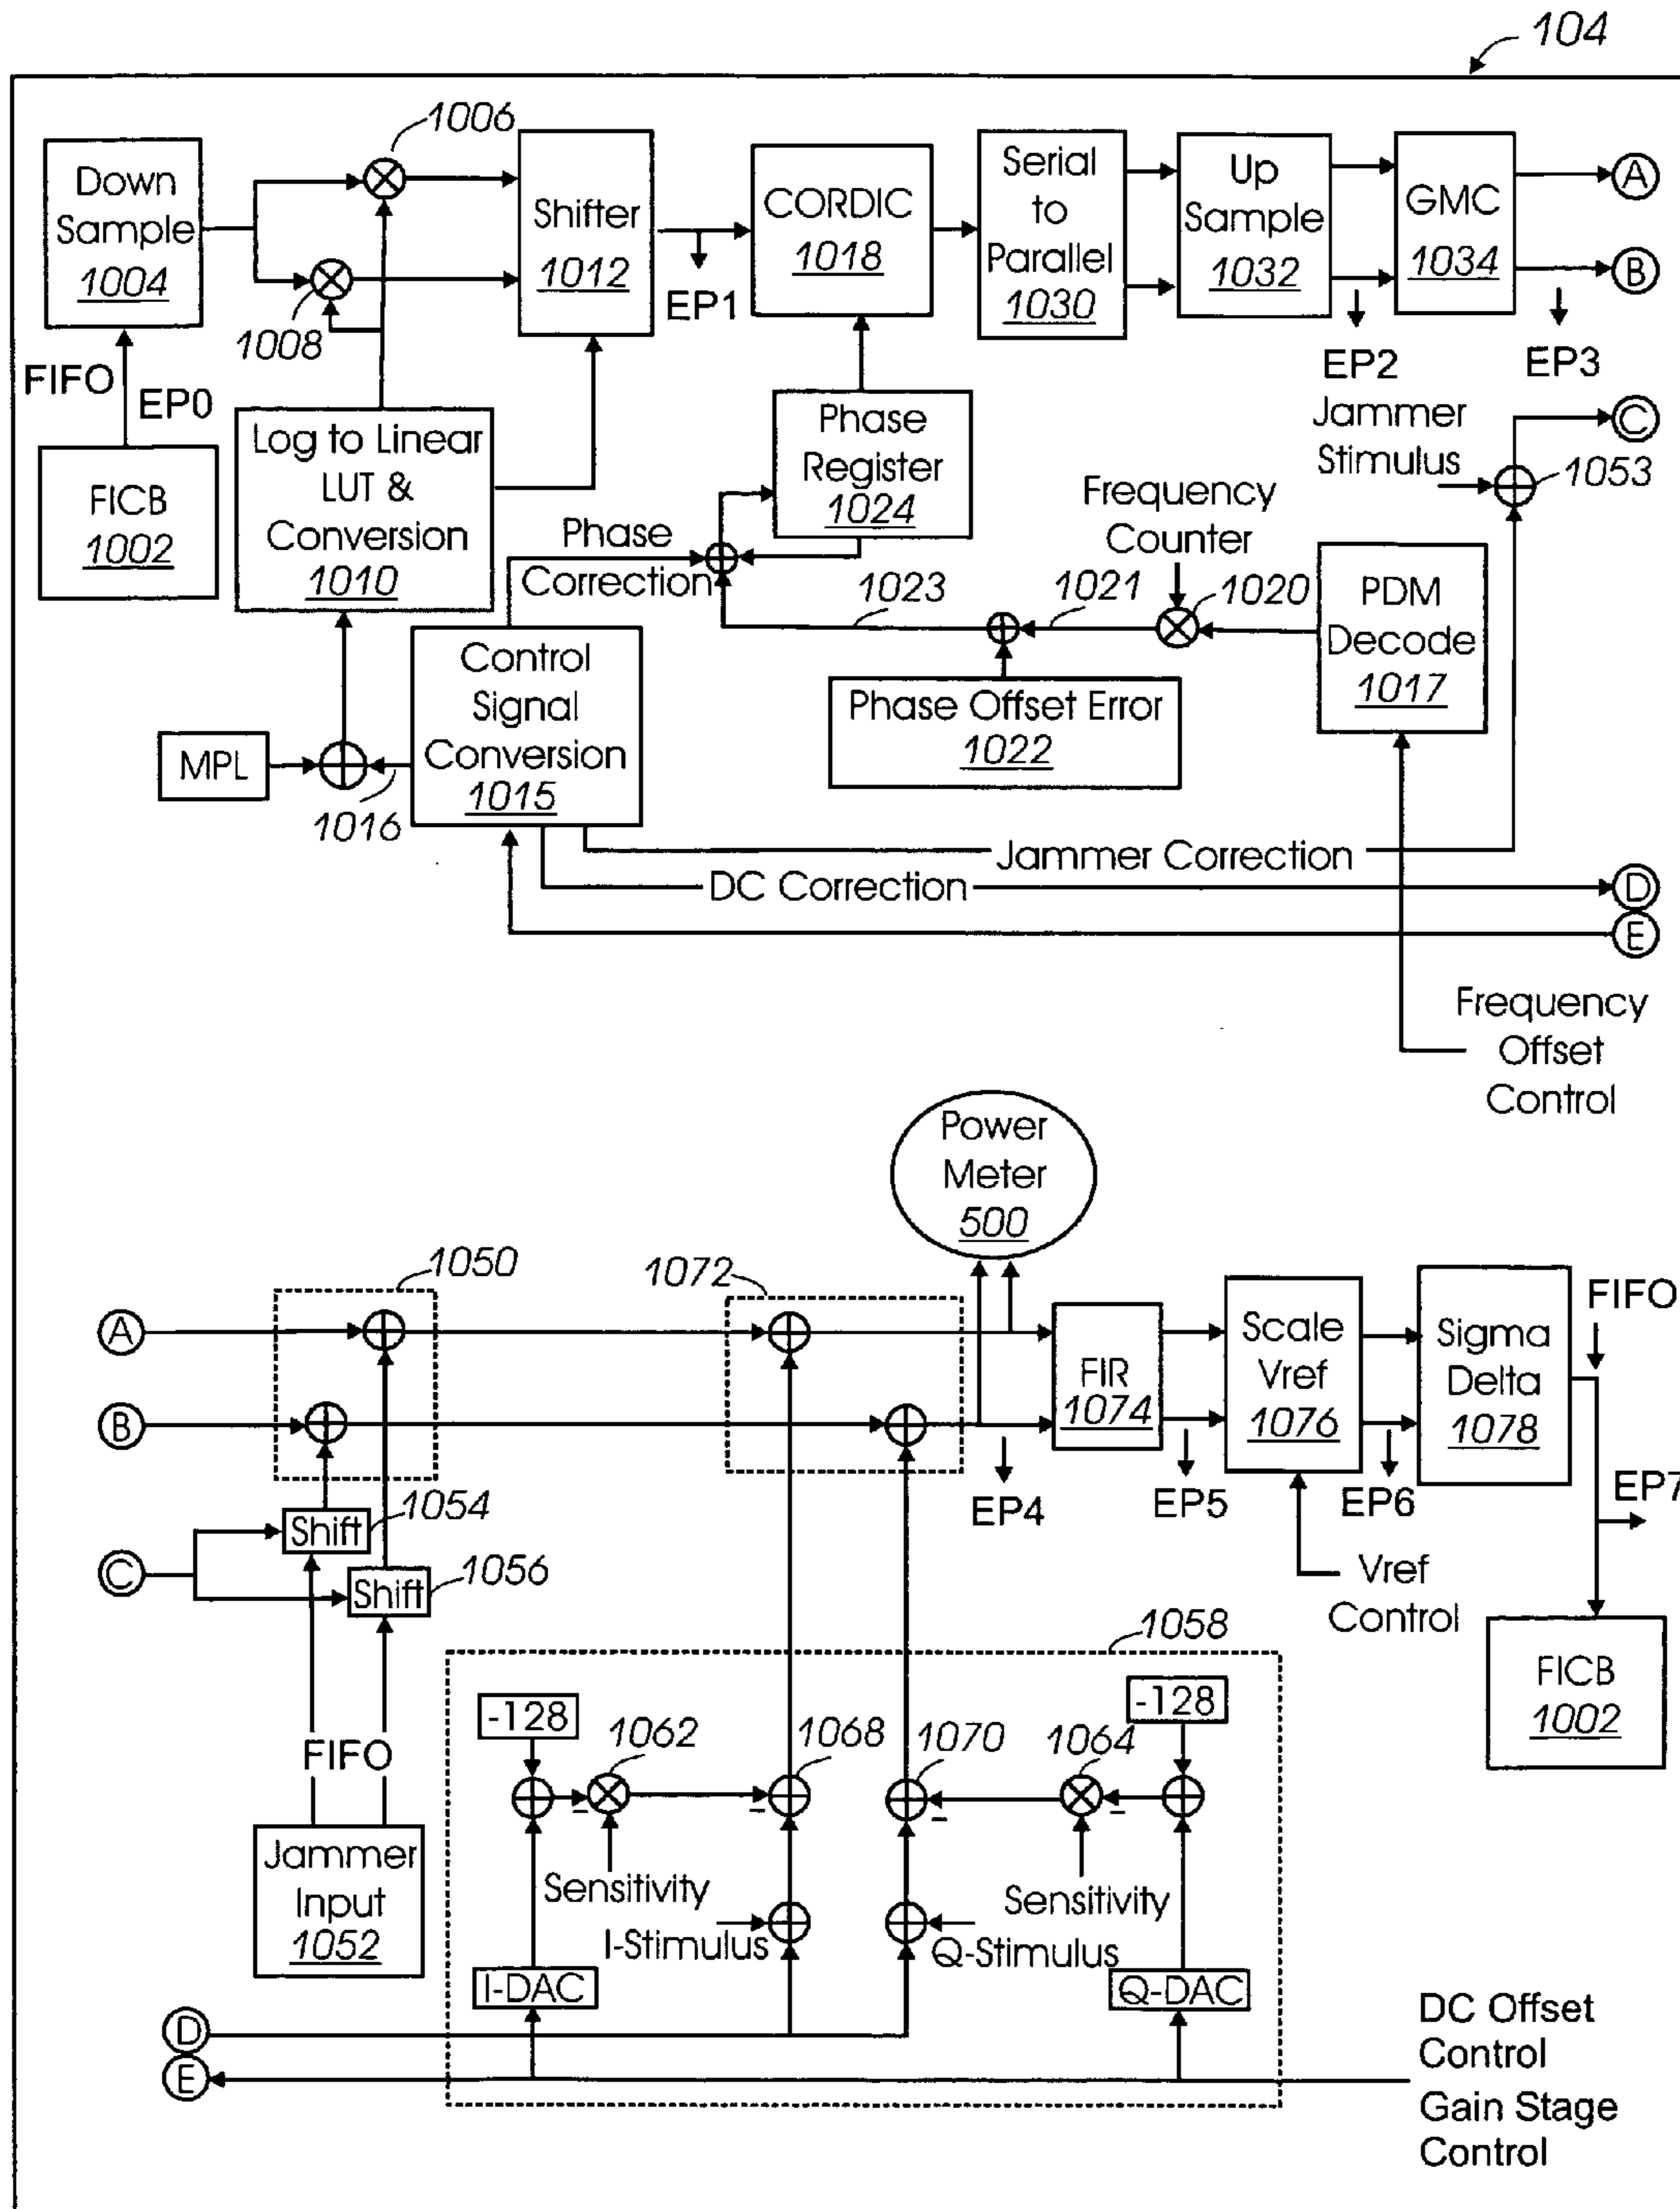 104
Down
Sample
1004
1006
1008
Shifter
1012
EP1
CORDIC
1018
Serial
to
Parallel
1030
Up
Sample
1032
GMC
1034
A
B
EP2
EP3
FIFO
EP0
FICB
1002
Log to Linear
LUT &
Conversion
1010
Phase
Register
1024
Phase
Correction
Frequency
Counter
Jammer
Stimulus
C
1053
1023
1021
1020
PDM
Decode
1017
Control
Signal
Conversion
1015
Phase Offset Error
1022
MPL
1016
Jammer Correction
DC Correction
D
E
Frequency
Offset
Control
Power
Meter
500
1050
1072
A
B
FIR
1074
Scale
Vref
1076
Sigma
Delta
1078
FIFO
EP4
EP5
EP6
EP7
Shift
1054
C
Shift
1056
Vref
Control
FICB
1002
1058
-128
1062
1068
1070
1064
-128
FIFO
Jammer
Input
1052
-
-
-
-
Sensitivity
I-Stimulus
Sensitivity
Q-Stimulus
I-DAC
Q-DAC
D
E
DC Offset
Control
Gain Stage
Control